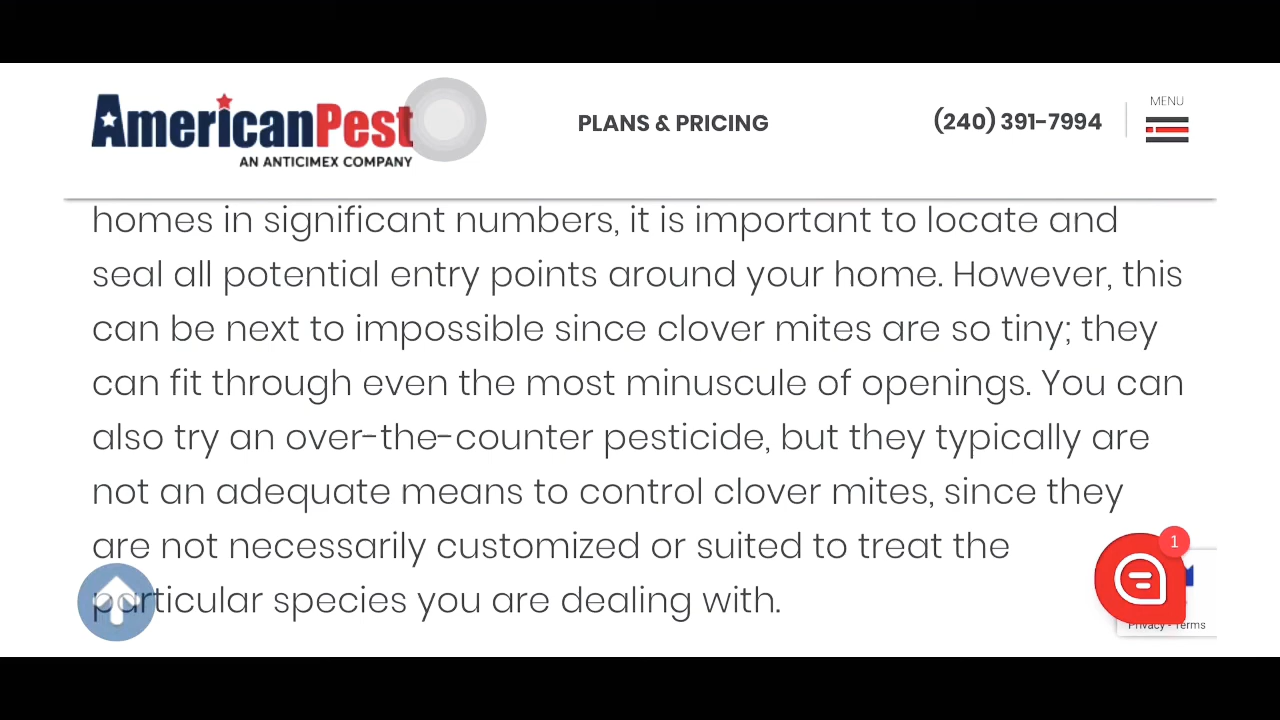 AmericanPest
AN ANTICIMEX COMPANY
PLANS & PRICING
(240) 391-7994
MENU
homes in significant numbers, it is important to locate and
seal all potential entry points around your home. However, this
can be next to impossible since clover mites are so tiny; they
can fit through even the most minuscule of openings. You can
also try an over-the-counter pesticide, but they typically are
not an adequate means to control clover mites, since they
are not necessarily customized or suited to treat the
particular species you are dealing with.
1
Privacy - Terms